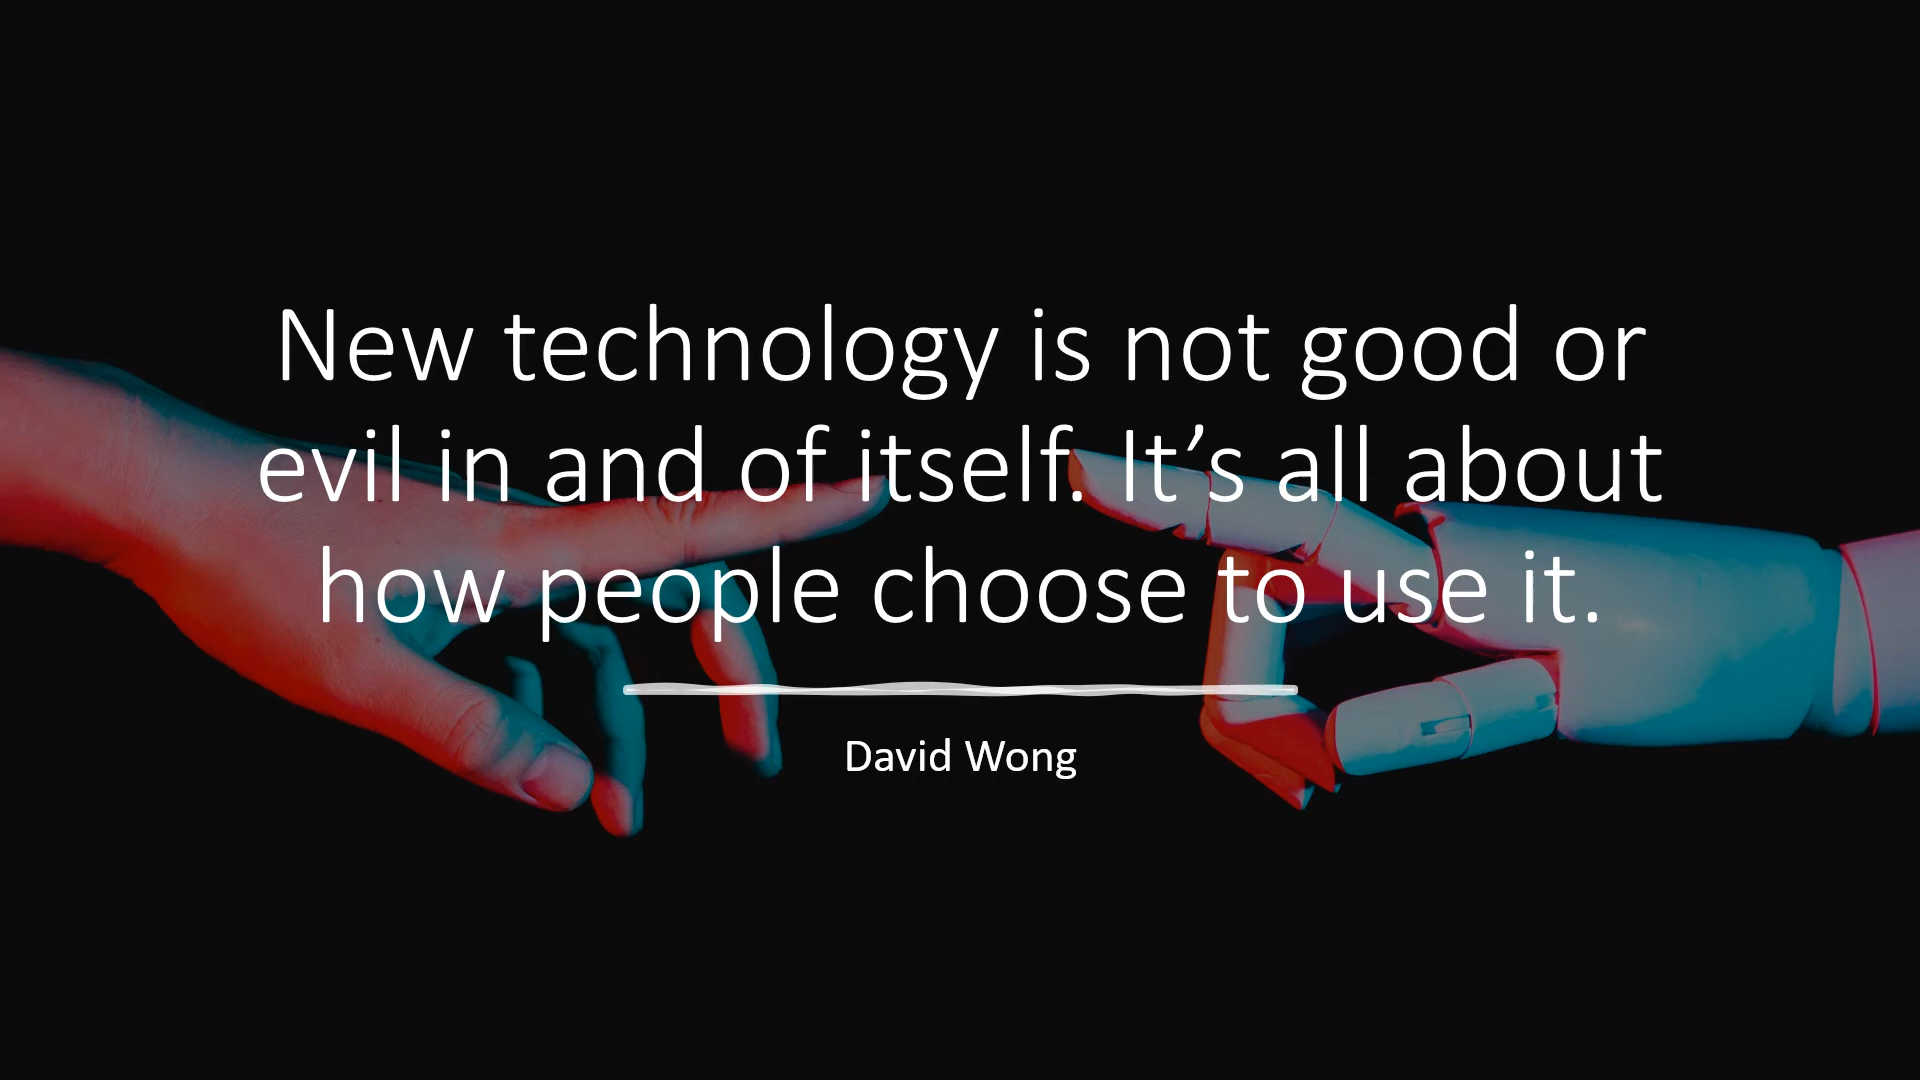 New technology is not good or
evil in and of itself. It’s all about
how people choose to use it.
David Wong